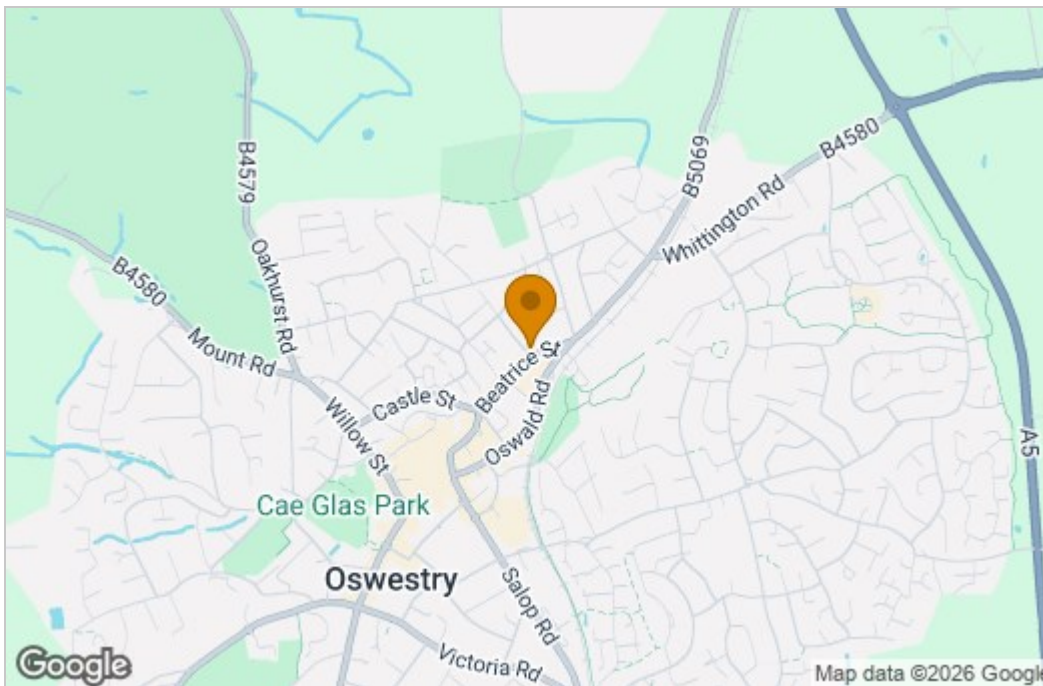 B4579
B5069
B4580
Whittington Rd
B4580
Oakhurst Rd
Mount Rd
Beatrice St
Castle St
Willow St
Oswald Rd
A5
Cae Glas Park
Oswestry
Salop Rd
Victoria Rd
Google
Map data ©2026 Google